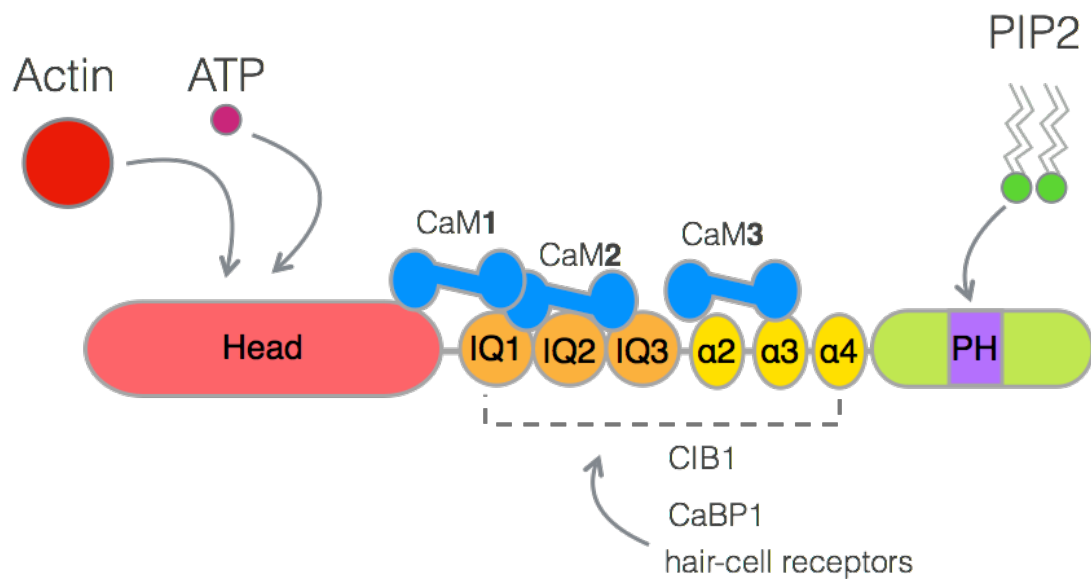 PIP2
Actin
ATP
CaM1
CaM2
CaM3
Head
IQ1
IQ2
IQ3
α2
α3
α4
PH
CIB1
CaBP1
hair-cell receptors